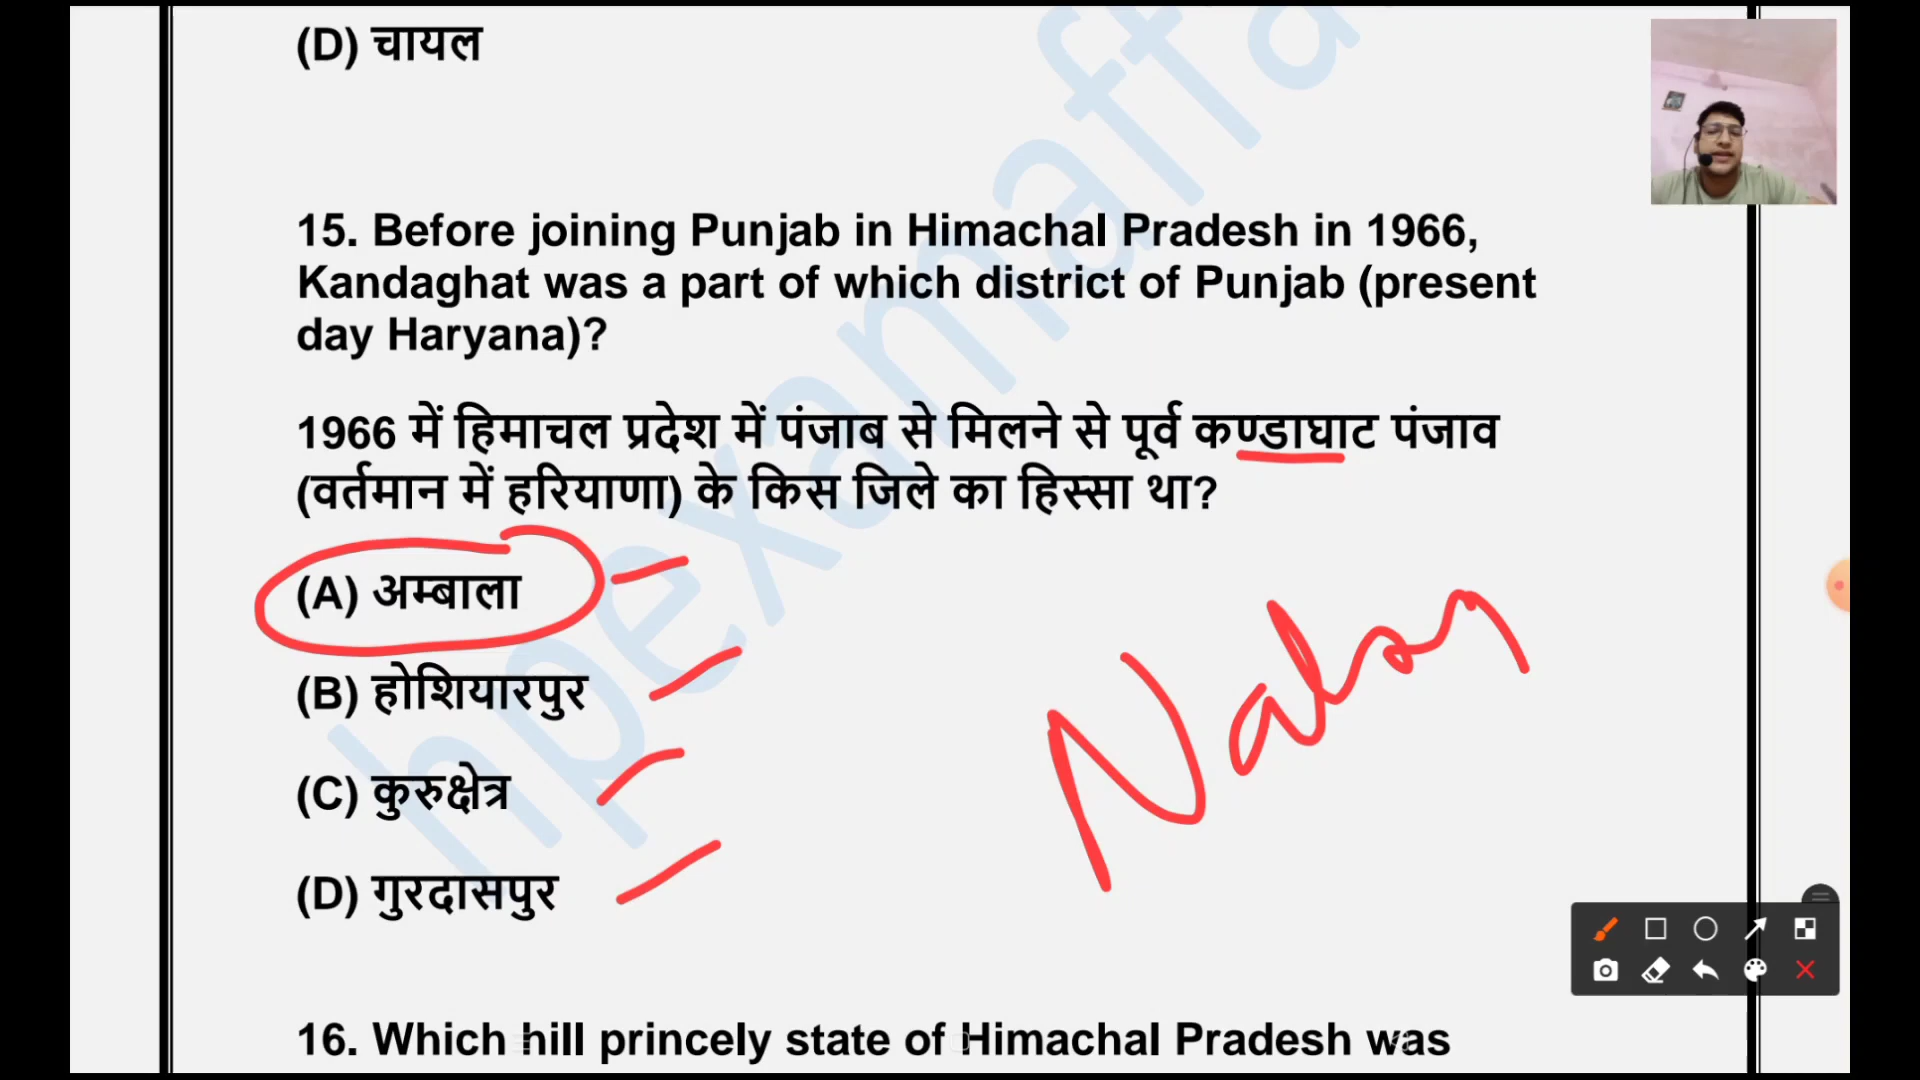 (D) चायल
15. Before joining Punjab in Himachal Pradesh in 1966,
Kandaghat was a part of which district of Punjab (present
day Haryana)?
1966 में हिमाचल प्रदेश में पंजाब से मिलने से पूर्व कण्डाघाट पंजाव
(वर्तमान में हरियाणा) के किस जिले का हिस्सा था?
(A) अम्बाला
(B) होशियारपुर
(C) कुरुक्षेत्र
(D) गुरदासपुर
16. Which hill princely state of Himachal Pradesh was